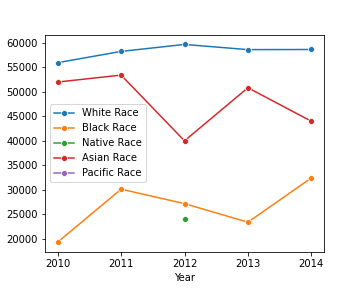 60000
55000
50000
45000
40000
35000
30000
25000
20000
White Race
Black Race
Native Race
Asian Race
Pacific Race
2010 2011 2012 2013 2014
Year